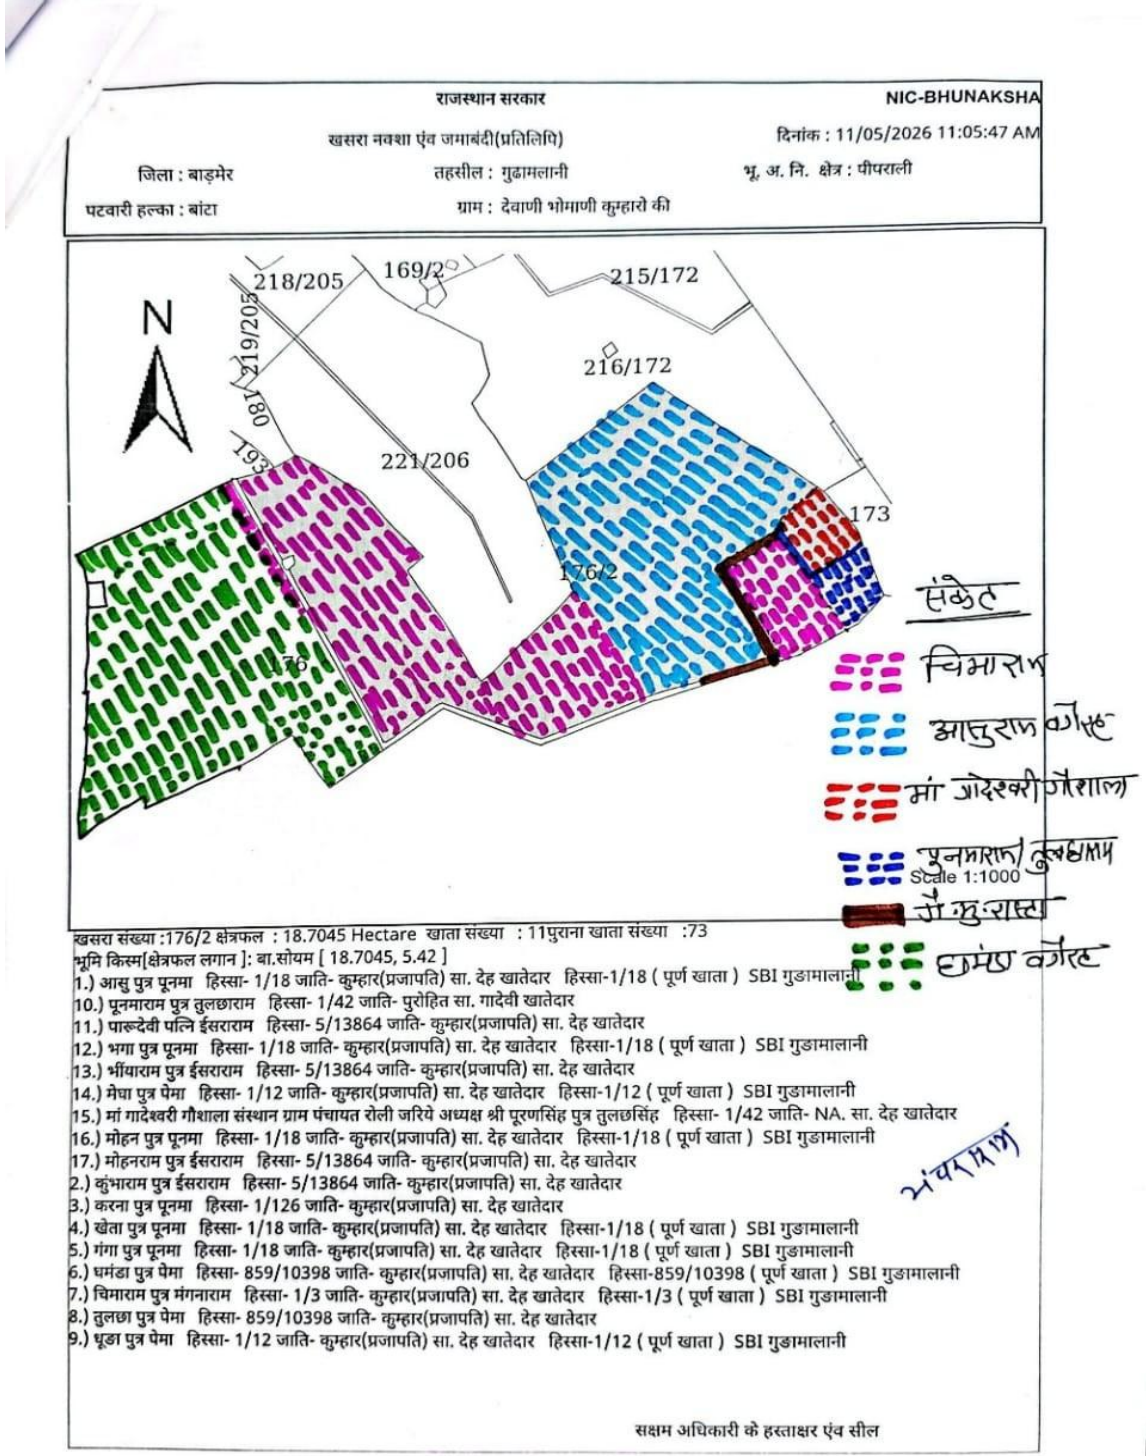 राजस्थान सरकार
NIC-BHUNAKSHA
खसरा नक्शा एंव जमाबंदी(प्रतिलिपि)
दिनांक : 11/05/2026 11:05:47 AM
जिला : बाड़मेर
तहसील : गुढामलानी
भू. अ. नि. क्षेत्र : पीपराली
पटवारी हल्का : बांटा
ग्राम : देवाणी भोमाणी कुम्हारो की
N
218/205
169/2
215/172
219/205
216/172
181
193
221/206
173
176/2
176
संकेत
चिमाराम
आसुराम वगैरह
मां गादेश्वरी गौशाला
पुनमाराम/तुलछाराम
Scale 1:1000
गै.मु.रास्ता
घमंडा वगैरह
खसरा संख्या :176/2 क्षेत्रफल : 18.7045 Hectare खाता संख्या : 11पुराना खाता संख्या :73
भूमि किस्म[क्षेत्रफल लगान ]: बा.सोयम [ 18.7045, 5.42 ]
1.) आसु पुत्र पूनमा हिस्सा- 1/18 जाति- कुम्हार(प्रजापति) सा. देह खातेदार हिस्सा-1/18 ( पूर्ण खाता ) SBI गुडामालानी
10.) पूनमाराम पुत्र तुलछाराम हिस्सा- 1/42 जाति- पुरोहित सा. गादेवी खातेदार
11.) पारूदेवी पत्नि ईसराराम हिस्सा- 5/13864 जाति- कुम्हार(प्रजापति) सा. देह खातेदार
12.) भगा पुत्र पूनमा हिस्सा- 1/18 जाति- कुम्हार(प्रजापति) सा. देह खातेदार हिस्सा-1/18 ( पूर्ण खाता ) SBI गुडामालानी
13.) भींयाराम पुत्र ईसराराम हिस्सा- 5/13864 जाति- कुम्हार(प्रजापति) सा. देह खातेदार
14.) मेघा पुत्र पेमा हिस्सा- 1/12 जाति- कुम्हार(प्रजापति) सा. देह खातेदार हिस्सा-1/12 ( पूर्ण खाता ) SBI गुडामालानी
15.) मां गादेश्वरी गौशाला संस्थान ग्राम पंचायत रोली जरिये अध्यक्ष श्री पूरणसिंह पुत्र तुलछसिंह हिस्सा- 1/42 जाति- NA. सा. देह खातेदार
16.) मोहन पुत्र पूनमा हिस्सा- 1/18 जाति- कुम्हार(प्रजापति) सा. देह खातेदार हिस्सा-1/18 ( पूर्ण खाता ) SBI गुडामालानी
17.) मोहनराम पुत्र ईसराराम हिस्सा- 5/13864 जाति- कुम्हार(प्रजापति) सा. देह खातेदार
भंवराराम
2.) कुंभाराम पुत्र ईसराराम हिस्सा- 5/13864 जाति- कुम्हार(प्रजापति) सा. देह खातेदार
3.) करना पुत्र पूनमा हिस्सा- 1/126 जाति- कुम्हार(प्रजापति) सा. देह खातेदार
4.) खेता पुत्र पूनमा हिस्सा- 1/18 जाति- कुम्हार(प्रजापति) सा. देह खातेदार हिस्सा-1/18 ( पूर्ण खाता ) SBI गुडामालानी
5.) गंगा पुत्र पूनमा हिस्सा- 1/18 जाति- कुम्हार(प्रजापति) सा. देह खातेदार हिस्सा-1/18 ( पूर्ण खाता ) SBI गुडामालानी
6.) घमंडा पुत्र पेमा हिस्सा- 859/10398 जाति- कुम्हार(प्रजापति) सा. देह खातेदार हिस्सा-859/10398 ( पूर्ण खाता ) SBI गुडामालानी
7.) चिमाराम पुत्र मंगनाराम हिस्सा- 1/3 जाति- कुम्हार(प्रजापति) सा. देह खातेदार हिस्सा-1/3 ( पूर्ण खाता ) SBI गुडामालानी
8.) तुलछा पुत्र पेमा हिस्सा- 859/10398 जाति- कुम्हार(प्रजापति) सा. देह खातेदार
9.) धूडा पुत्र पेमा हिस्सा- 1/12 जाति- कुम्हार(प्रजापति) सा. देह खातेदार हिस्सा-1/12 ( पूर्ण खाता ) SBI गुडामालानी
सक्षम अधिकारी के हस्ताक्षर एंव सील